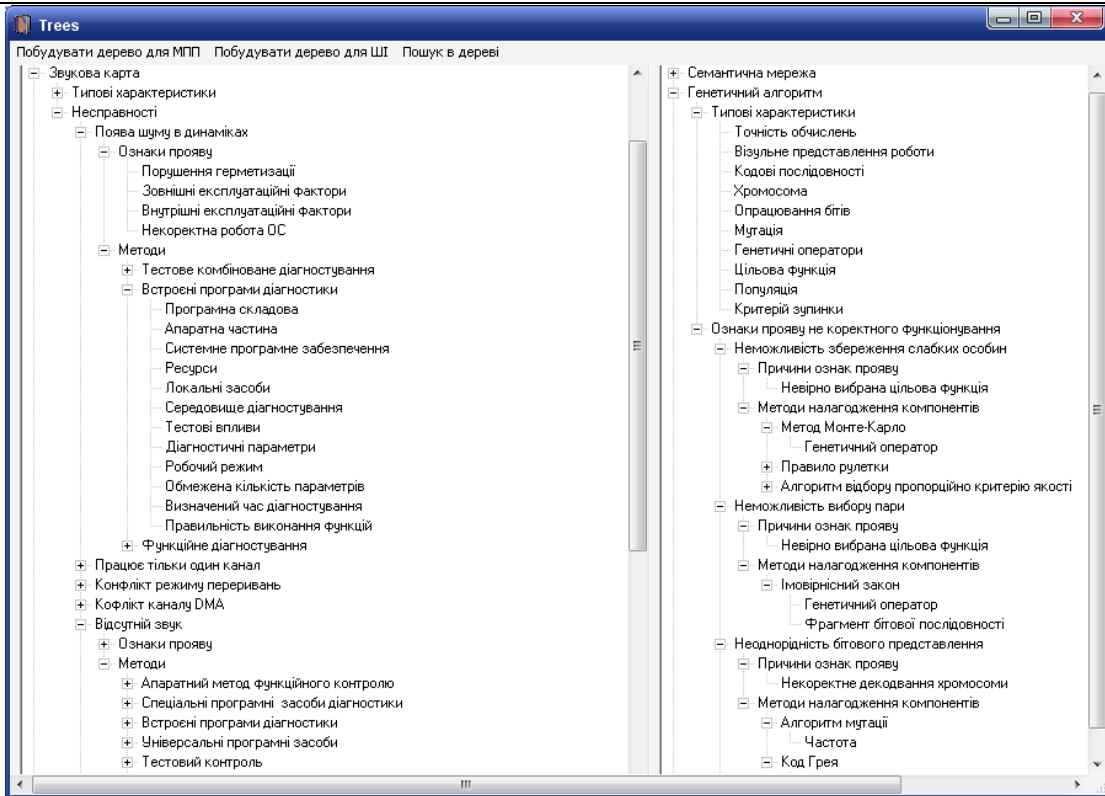 Trees
Побудувати дерево для МПП Побудувати дерево для ШІ Пошук в дереві
Звукова карта
Типові характеристики
Несправності
Поява шуму в динаміках
Ознаки прояву
Порушення герметизації
Зовнішні експлуатаційні фактори
Внутрішні експлуатаційні фактори
Некоректна робота ОС
Методи
Тестове комбіноване діагностування
Встроєні програми діагностики
Програмна складова
Апаратна частина
Системне програмне забезпечення
Ресурси
Локальні засоби
Середовище діагностування
Тестові впливи
Діагностичні параметри
Робочий режим
Обмежена кількість параметрів
Визначений час діагностування
Правильність виконання функцій
Функційне діагностування
Працює тільки один канал
Конфлікт режиму переривань
Кофлікт каналу DMA
Відсутній звук
Ознаки прояву
Методи
Апаратний метод функційного контролю
Спеціальні програмні засоби діагностики
Встроєні програми діагностики
Універсальні програмні засоби
Тестовий контроль
Семантична мережа
Генетичний алгоритм
Типові характеристики
Точність обчислень
Візульне представлення роботи
Кодові послідовності
Хромосома
Опрацювання бітів
Мутація
Генетичні оператори
Цільова функція
Популяція
Критерій зупинки
Ознаки прояву не коректного функціонування
Неможливість збереження слабких особин
Причини ознак прояву
Невірно вибрана цільова функція
Методи налагодження компонентів
Метод Монте-Карло
Генетичний оператор
Правило рулетки
Алгоритм відбору пропорційно критерію якості
Неможливість вибору пари
Причини ознак прояву
Невірно вибрана цільова функція
Методи налагодження компонентів
Імовірнісний закон
Генетичний оператор
Фрагмент бітової послідовності
Неоднорідність бітового представлення
Причини ознак прояву
Некоректне декодвання хромосоми
Методи налагодження компонентів
Алгоритм мутації
Частота
Код Грея